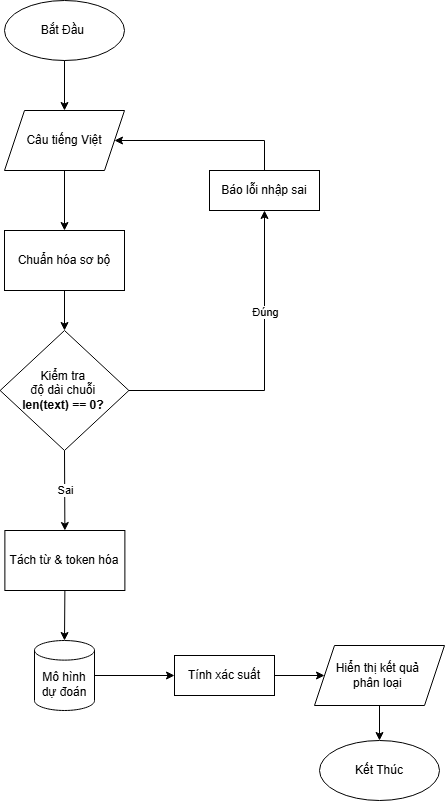 Bắt Đầu
Câu tiếng Việt
Báo lỗi nhập sai
Chuẩn hóa sơ bộ
Đúng
Kiểm tra
độ dài chuỗi
len(text) == 0?
Sai
Tách từ & token hóa
Mô hình
dự đoán
Tính xác suất
Hiển thị kết quả
phân loại
Kết Thúc